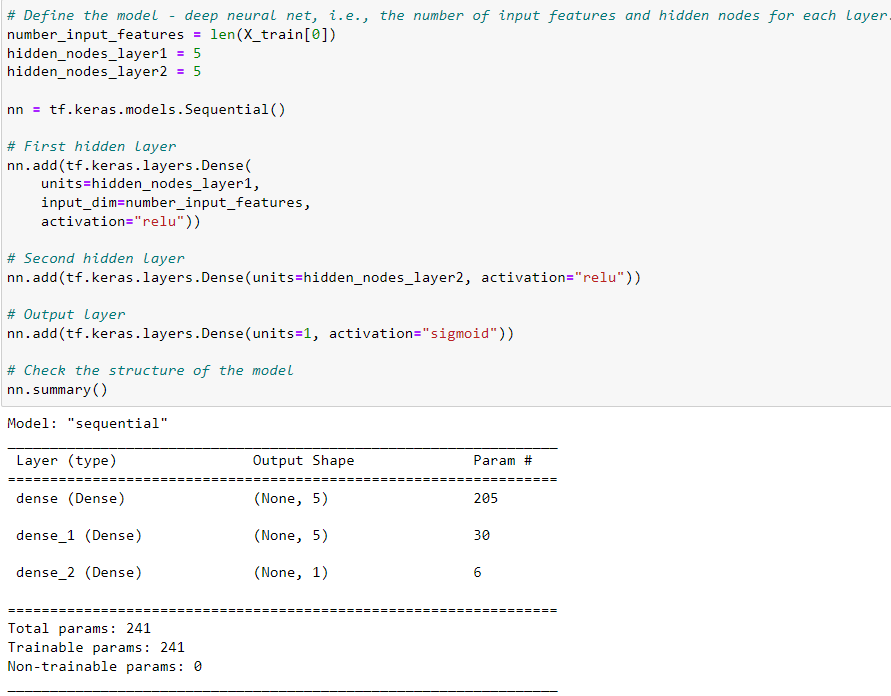 # Define the model - deep neural net, i.e., the number of input features and hidden nodes for each layer.
number_input_features = len(X_train[0])
hidden_nodes_layer1 = 5
hidden_nodes_layer2 = 5
nn = tf.keras.models.Sequential()
# First hidden layer
nn.add(tf.keras.layers.Dense(
    units=hidden_nodes_layer1,
    input_dim=number_input_features,
    activation="relu"))
# Second hidden layer
nn.add(tf.keras.layers.Dense(units=hidden_nodes_layer2, activation="relu"))
# Output layer
nn.add(tf.keras.layers.Dense(units=1, activation="sigmoid"))
# Check the structure of the model
nn.summary()
Model: "sequential"
Layer (type) Output Shape Param #
=================================================================
dense (Dense) (None, 5) 205
dense_1 (Dense) (None, 5) 30
dense_2 (Dense) (None, 1) 6
=================================================================
Total params: 241
Trainable params: 241
Non-trainable params: 0